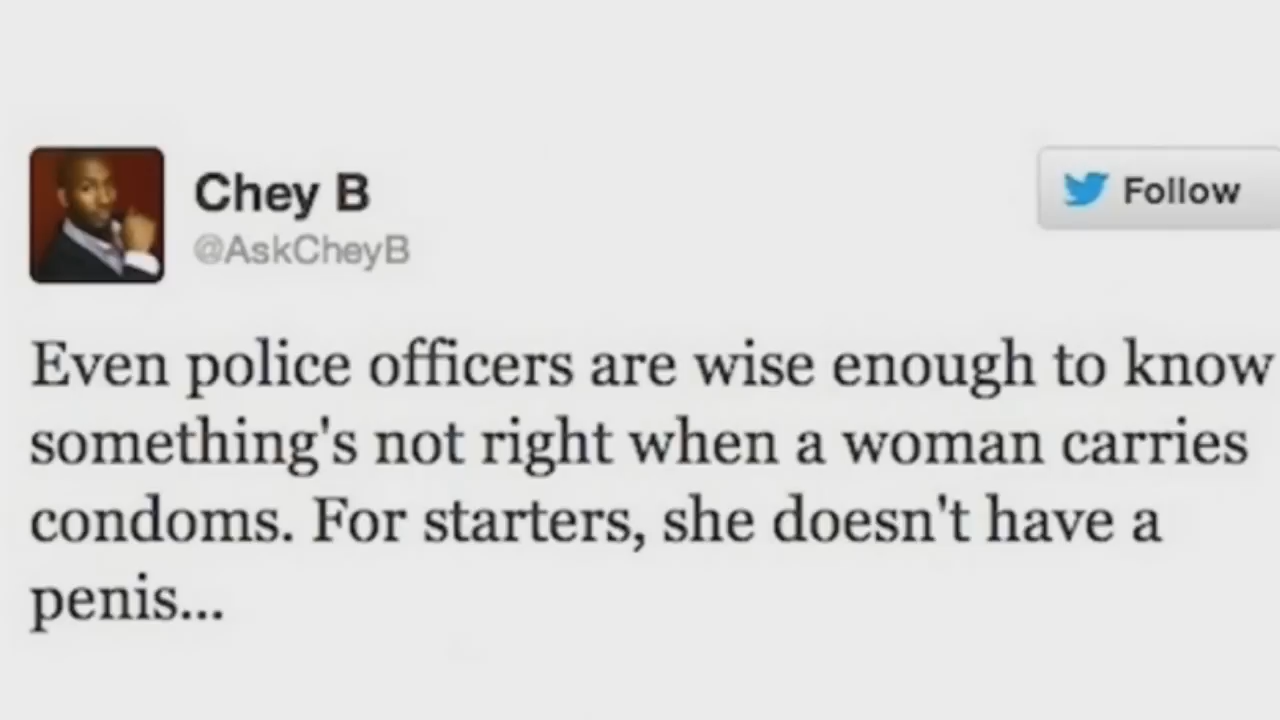 Chey B
@AskCheyB
Follow
Even police officers are wise enough to know
something's not right when a woman carries
condoms. For starters, she doesn't have a
penis...